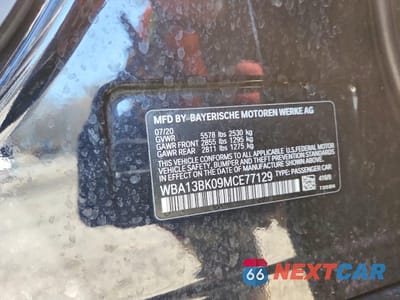 MFD BY BAYERISCHE MOTOREN WERKE AG
07/20
GVWR 5578 lbs 2530 kg
GAWR FRONT 2855 lbs 1295 kg
GAWR REAR 2811 lbs 1275 kg
THIS VEHICLE CONFORMS TO ALL APPLICABLE U.S. FEDERAL MOTOR
VEHICLE SAFETY, BUMPER AND THEFT PREVENTION STANDARDS IN EFFECT
ON THE DATE OF MANUFACTURE SHOWN ABOVE.
WBA13BK09MCE77129 TYPE: PASSENGER CAR
66 NEXTCAR